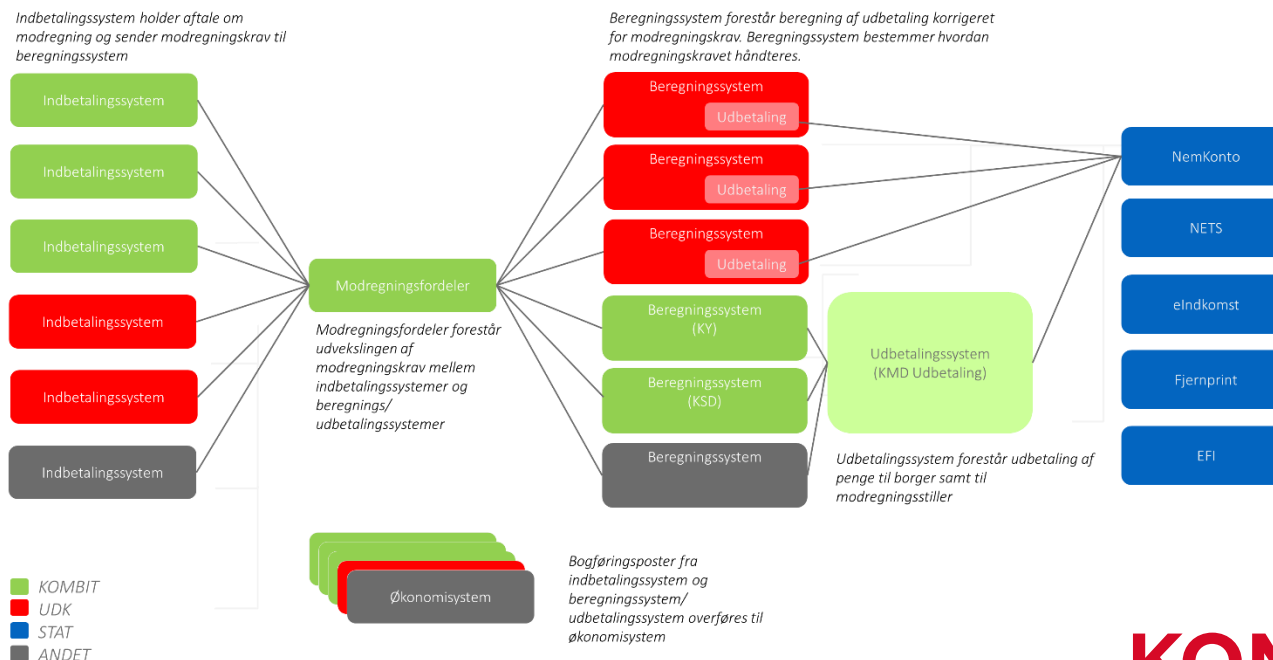 Indbetalingssystem holder aftale om
modregning og sender modregningskrav til
beregningssystem
Indbetalingssystem
Indbetalingssystem
Indbetalingssystem
Indbetalingssystem
Indbetalingssystem
Indbetalingssystem
Modregningsfordeler
Modregningsfordeler forestår
udvekslingen af
modregningskrav mellem
indbetalingssystemer og
beregnings/
udbetalingssystemer
Beregningssystem forestår beregning af udbetaling korrigeret
for modregningskrav. Beregningssystem bestemmer hvordan
modregningskravet håndteres.
Beregningssystem
Udbetaling
Beregningssystem
Udbetaling
Beregningssystem
Udbetaling
Beregningssystem
(KY)
Beregningssystem
(KSD)
Beregningssystem
Udbetalingssystem
(KMD Udbetaling)
Udbetalingssystem forestår udbetaling af
penge til borger samt til
modregningsstiller
NemKonto
NETS
eIndkomst
Fjernprint
EFI
Økonomisystem
Bogføringsposter fra
indbetalingssystem og
beregningssystem/
udbetalingssystem overføres til
økonomisystem
KOMBIT
UDK
STAT
ANDET